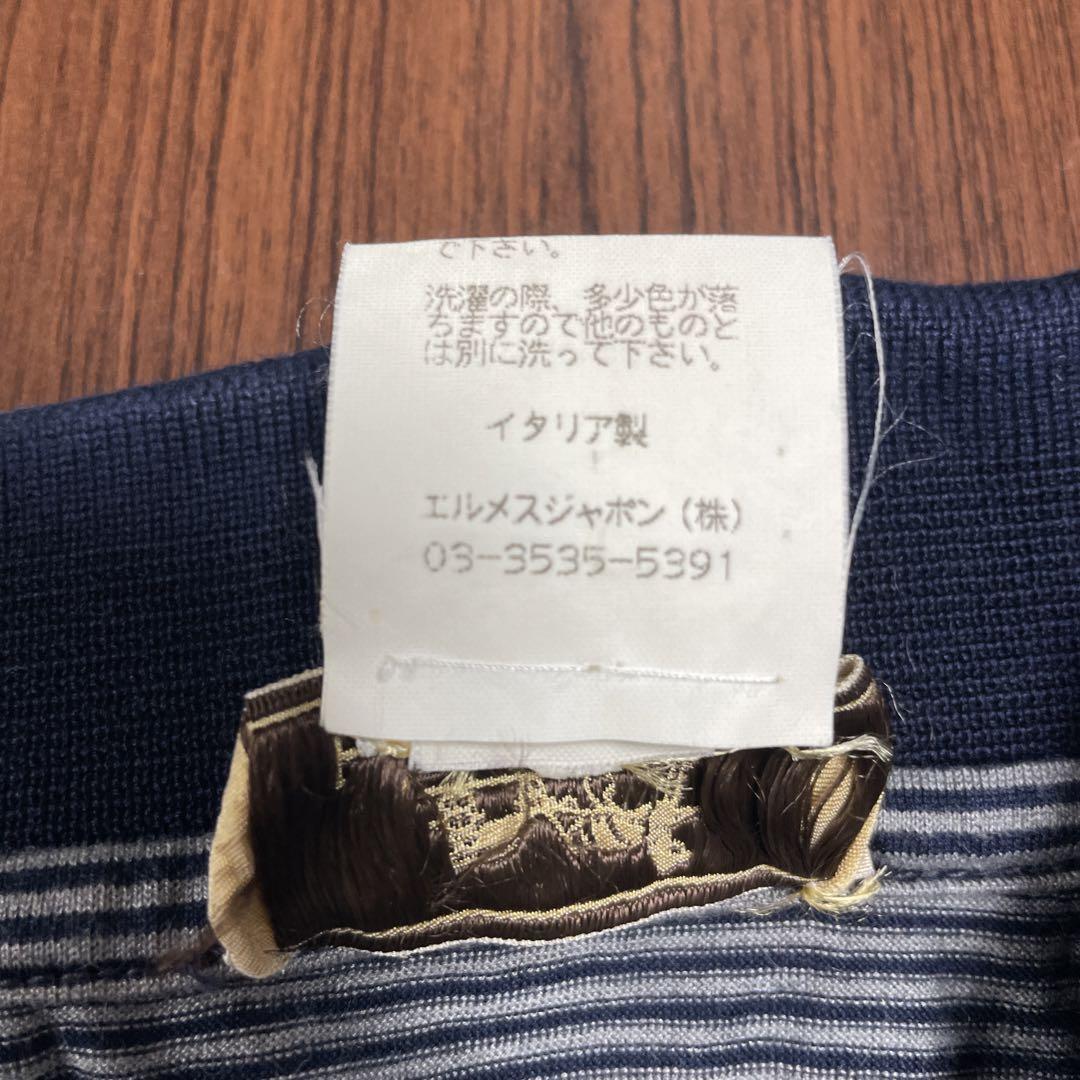 で下さい。
洗濯の際、多少色が落
ちますので他のものと
は別に洗って下さい。
イタリア製
エルメスジャポン(株)
03-3535-5391